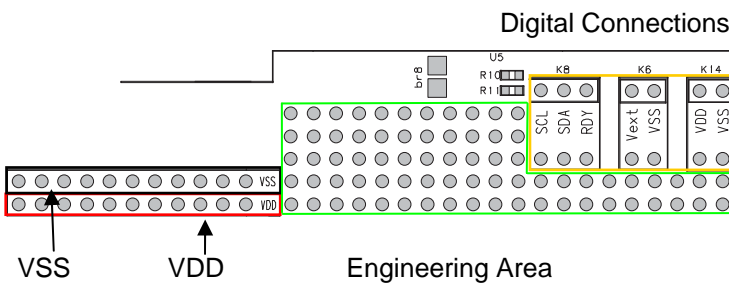 Digital Connections
U5
br8
R10
R11
K8
K6
K14
SCL
SDA
RDY
Vext
VSS
VDD
VSS
VSS
VDD
VSS
VDD
Engineering Area